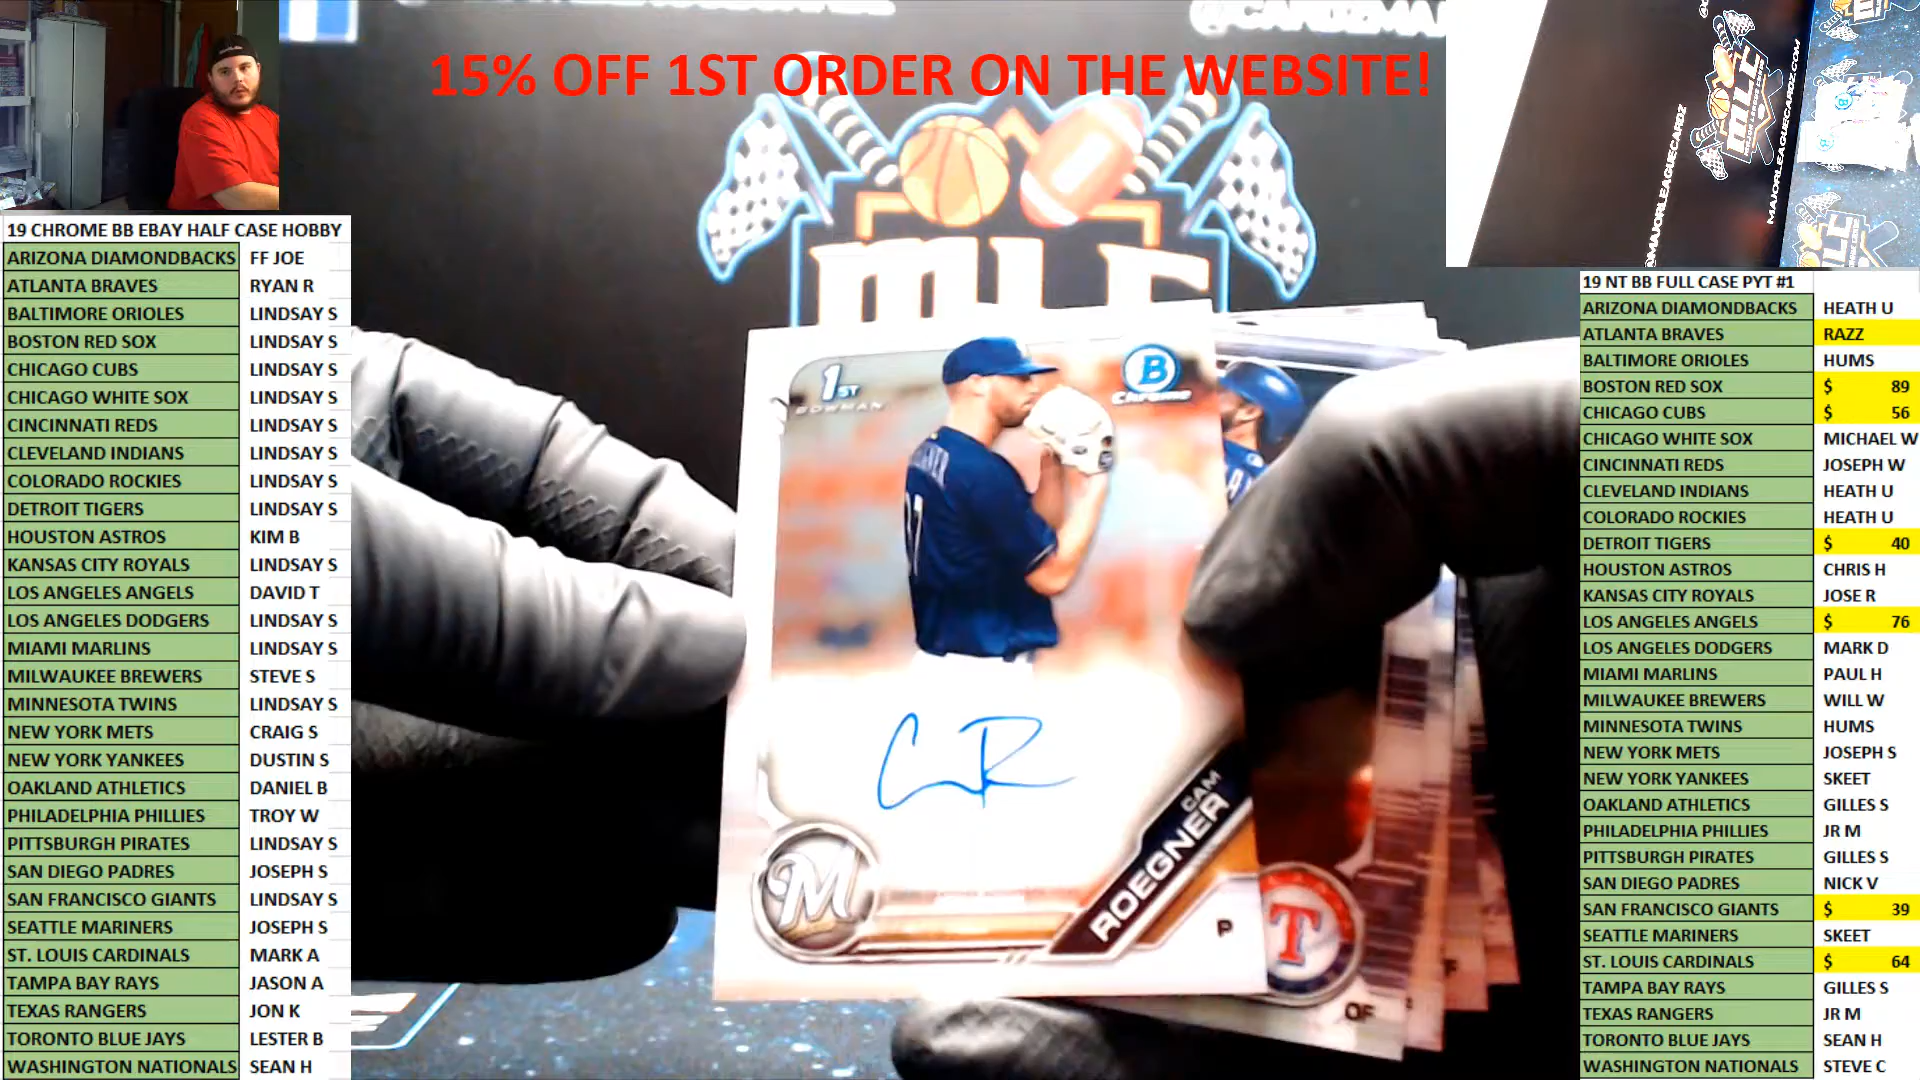 15% OFF 1ST ORDER ON THE WEBSITE!
19 CHROME BB EBAY HALF CASE HOBBY
ARIZONA DIAMONDBACKS FF JOE
ATLANTA BRAVES RYAN R
BALTIMORE ORIOLES LINDSAY S
BOSTON RED SOX LINDSAY S
CHICAGO CUBS LINDSAY S
CHICAGO WHITE SOX LINDSAY S
CINCINNATI REDS LINDSAY S
CLEVELAND INDIANS LINDSAY S
COLORADO ROCKIES LINDSAY S
DETROIT TIGERS LINDSAY S
HOUSTON ASTROS KIM B
KANSAS CITY ROYALS LINDSAY S
LOS ANGELES ANGELS DAVID T
LOS ANGELES DODGERS LINDSAY S
MIAMI MARLINS LINDSAY S
MILWAUKEE BREWERS STEVE S
MINNESOTA TWINS LINDSAY S
NEW YORK METS CRAIG S
NEW YORK YANKEES DUSTIN S
OAKLAND ATHLETICS DANIEL B
PHILADELPHIA PHILLIES TROY W
PITTSBURGH PIRATES LINDSAY S
SAN DIEGO PADRES JOSEPH S
SAN FRANCISCO GIANTS LINDSAY S
SEATTLE MARINERS JOSEPH S
ST. LOUIS CARDINALS MARK A
TAMPA BAY RAYS JASON A
TEXAS RANGERS JON K
TORONTO BLUE JAYS LESTER B
WASHINGTON NATIONALS SEAN H
MLC
1ST
BOWMAN
B
Chrome
CR
CAM
ROEGNER
P
M
T
OF
MLC
@MAJORLEAGUECARDZ
MAJORLEAGUECARDZ.COM
19 NT BB FULL CASE PYT #1
ARIZONA DIAMONDBACKS HEATH U
ATLANTA BRAVES RAZZ
BALTIMORE ORIOLES HUMS
BOSTON RED SOX $ 89
CHICAGO CUBS $ 56
CHICAGO WHITE SOX MICHAEL W
CINCINNATI REDS JOSEPH W
CLEVELAND INDIANS HEATH U
COLORADO ROCKIES HEATH U
DETROIT TIGERS $ 40
HOUSTON ASTROS CHRIS H
KANSAS CITY ROYALS JOSE R
LOS ANGELES ANGELS $ 76
LOS ANGELES DODGERS MARK D
MIAMI MARLINS PAUL H
MILWAUKEE BREWERS WILL W
MINNESOTA TWINS HUMS
NEW YORK METS JOSEPH S
NEW YORK YANKEES SKEET
OAKLAND ATHLETICS GILLES S
PHILADELPHIA PHILLIES JR M
PITTSBURGH PIRATES GILLES S
SAN DIEGO PADRES NICK V
SAN FRANCISCO GIANTS $ 39
SEATTLE MARINERS SKEET
ST. LOUIS CARDINALS $ 64
TAMPA BAY RAYS GILLES S
TEXAS RANGERS JR M
TORONTO BLUE JAYS SEAN H
WASHINGTON NATIONALS STEVE C